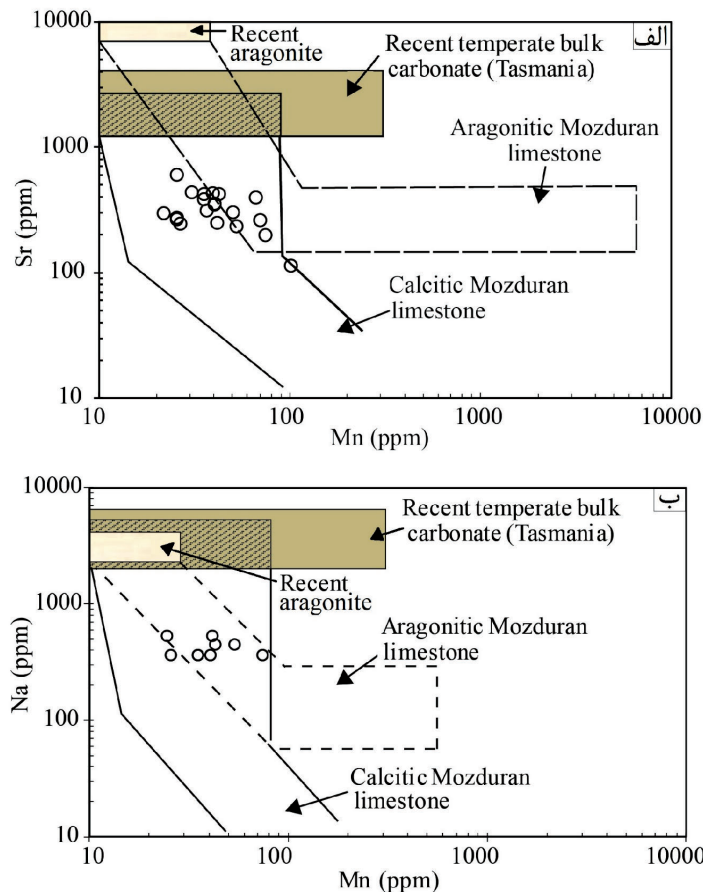 10000
1000
100
10
Sr (ppm)
Recent
aragonite
Recent temperate bulk
carbonate (Tasmania)
الف
Aragonitic Mozduran
limestone
Calcitic Mozduran
limestone
10
100
1000
10000
Mn (ppm)
10000
1000
100
10
Na (ppm)
ب
Recent temperate bulk
carbonate (Tasmania)
Recent
aragonite
Aragonitic Mozduran
limestone
Calcitic Mozduran
limestone
10
100
1000
10000
Mn (ppm)